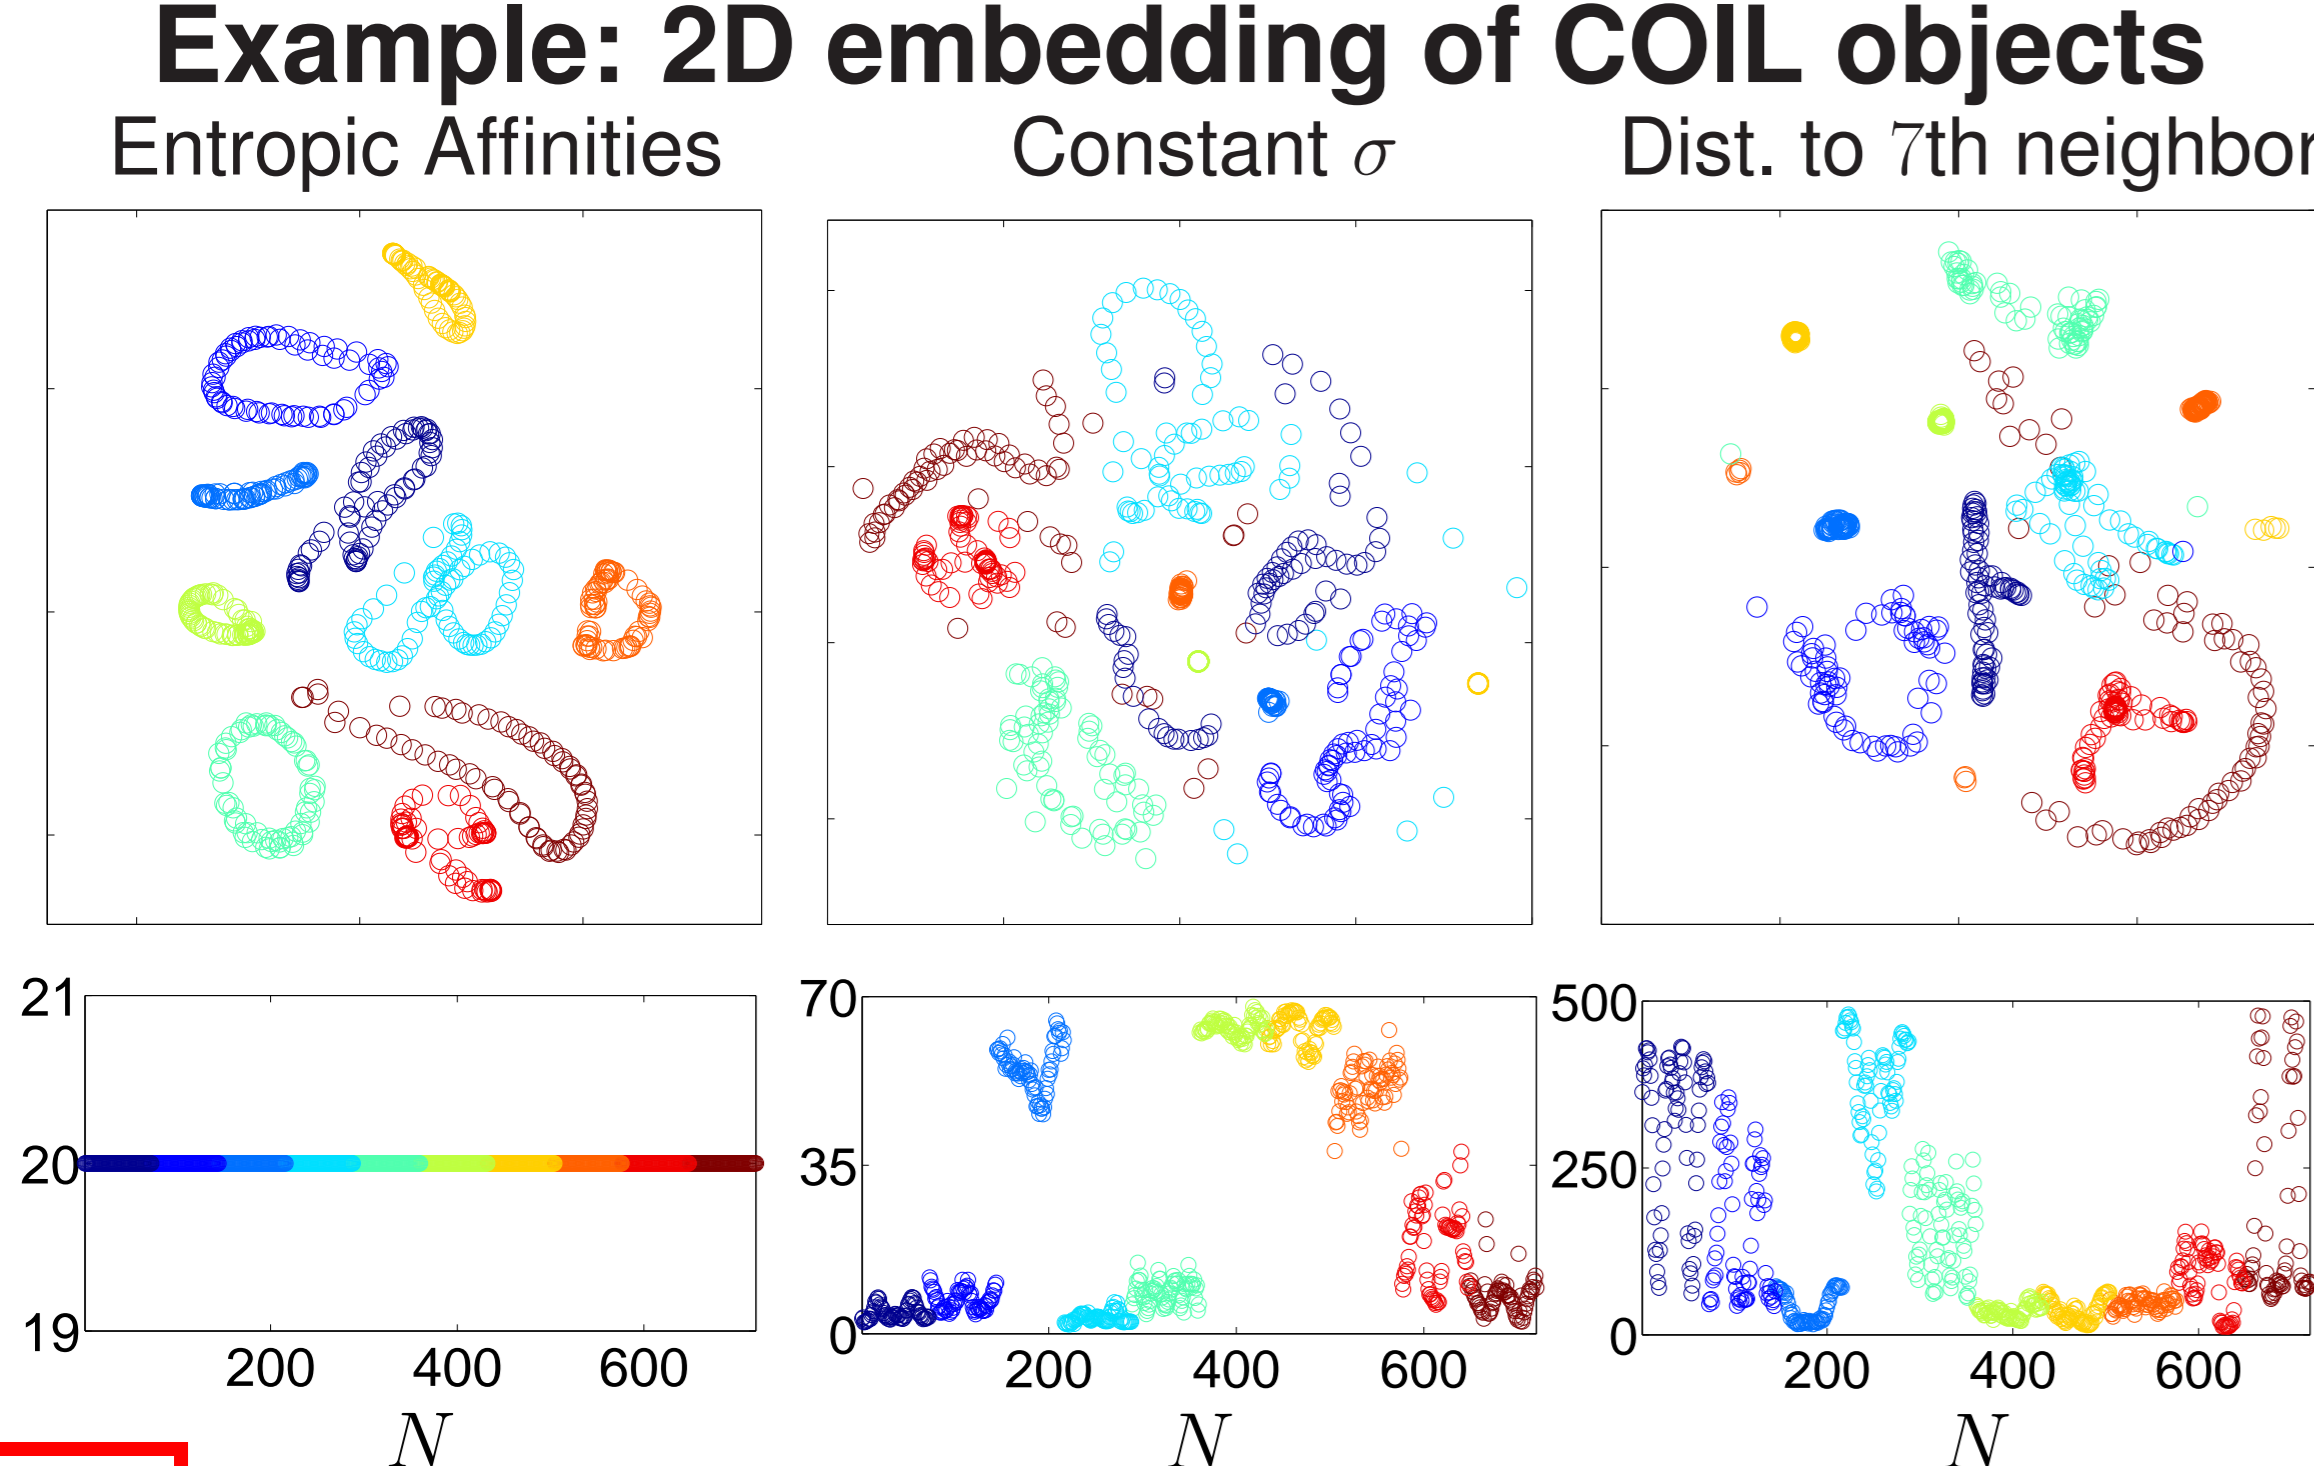 Example: 2D embedding of COIL objects
Entropic Affinities
Constant σ
Dist. to 7th neighbor
21
20
19
200 400 600
N
70
35
0
200 400 600
N
500
250
0
200 400 600
N